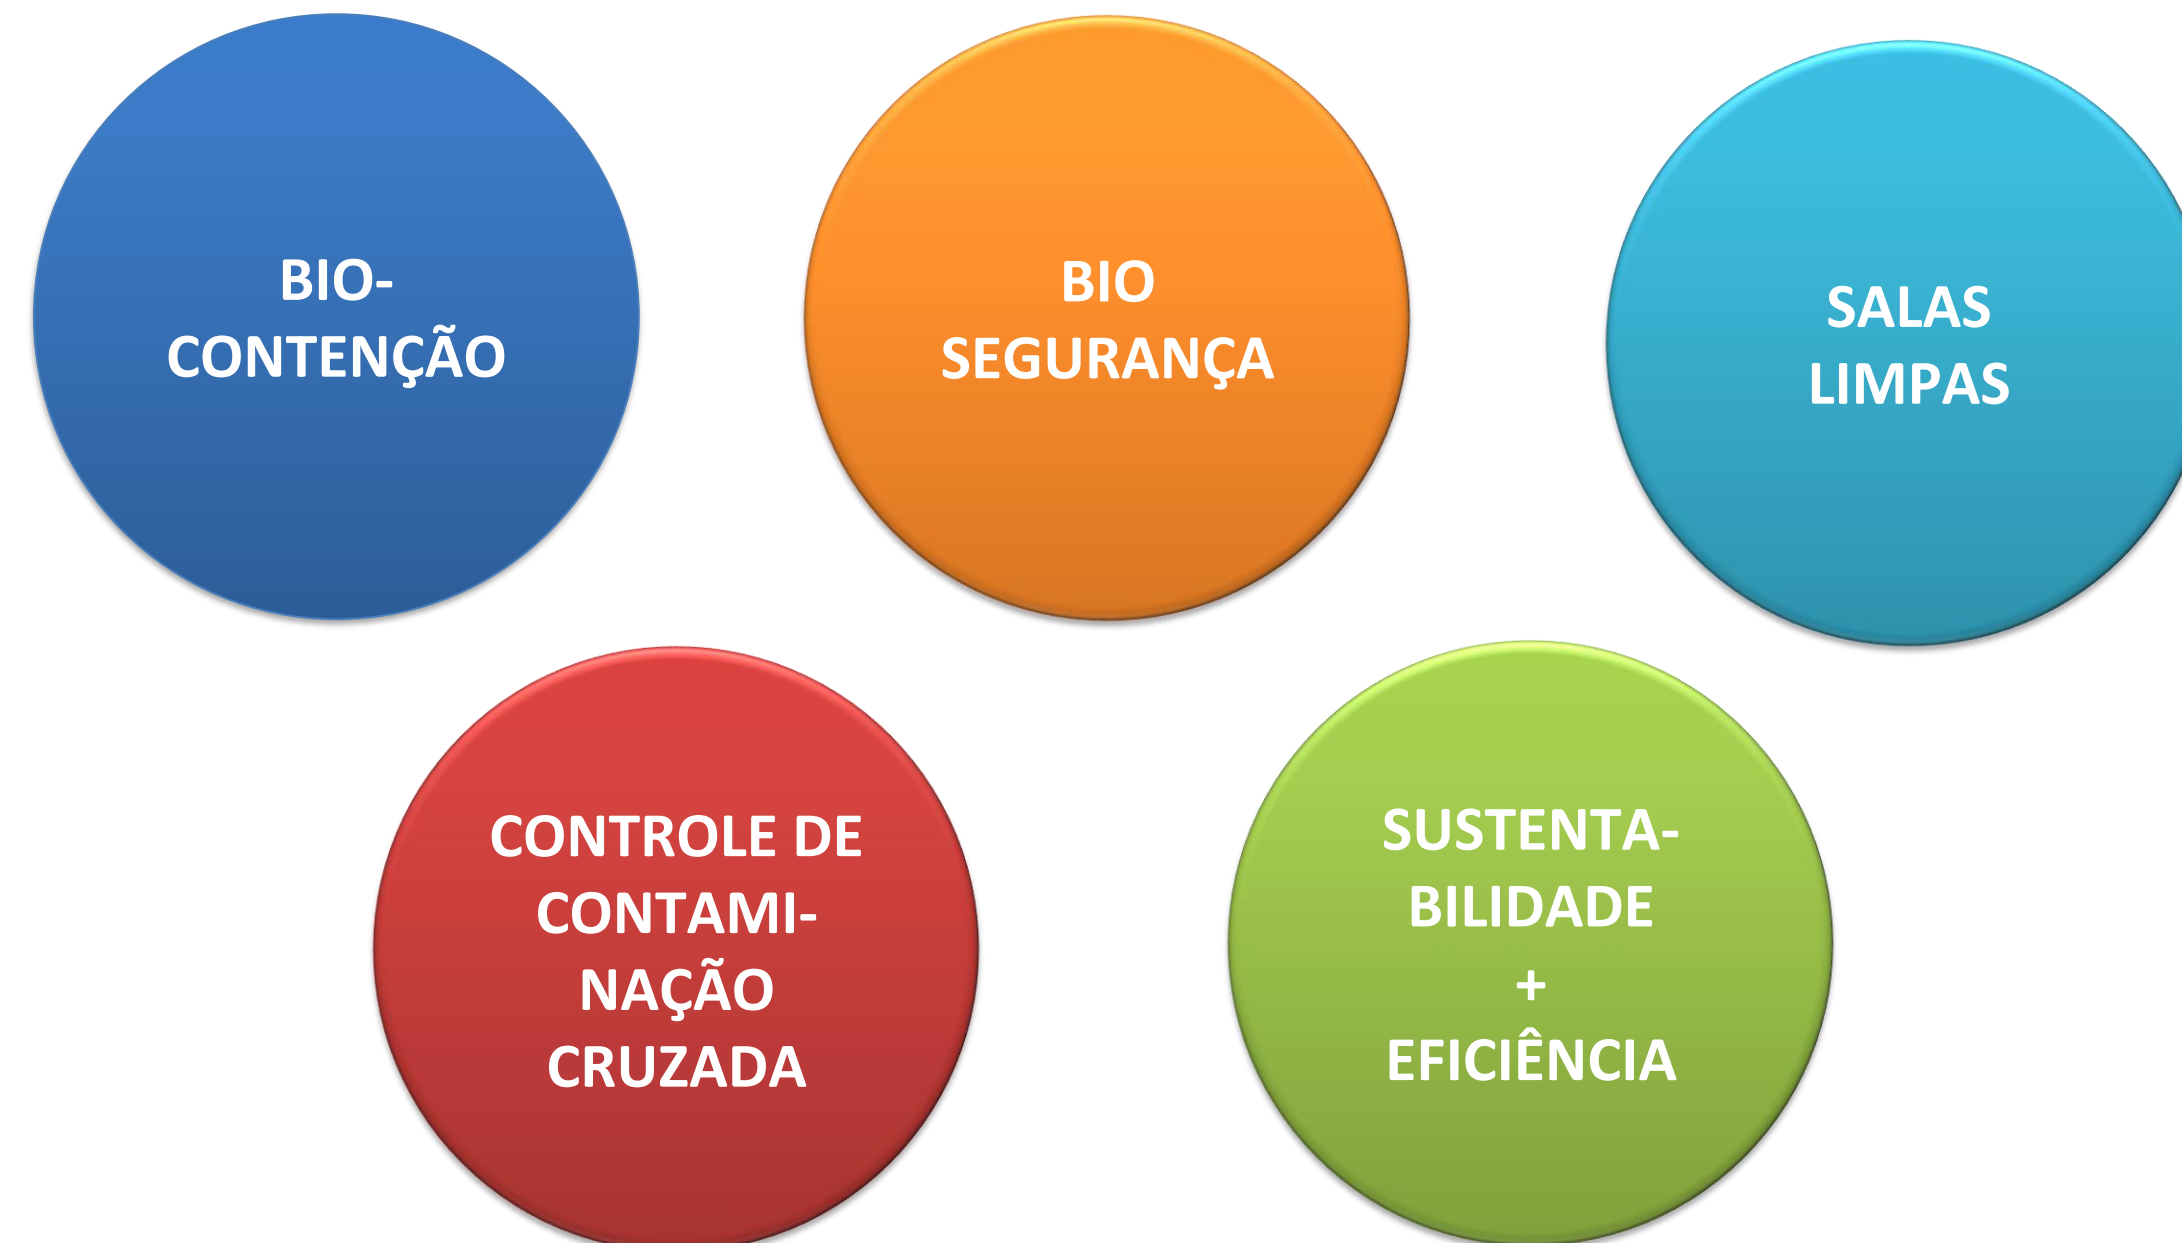 BIO-
CONTENÇÃO
BIO
SEGURANÇA
SALAS
LIMPAS
CONTROLE DE
CONTAMI-
NAÇÃO
CRUZADA
SUSTENTA-
BILIDADE
+
EFICIÊNCIA